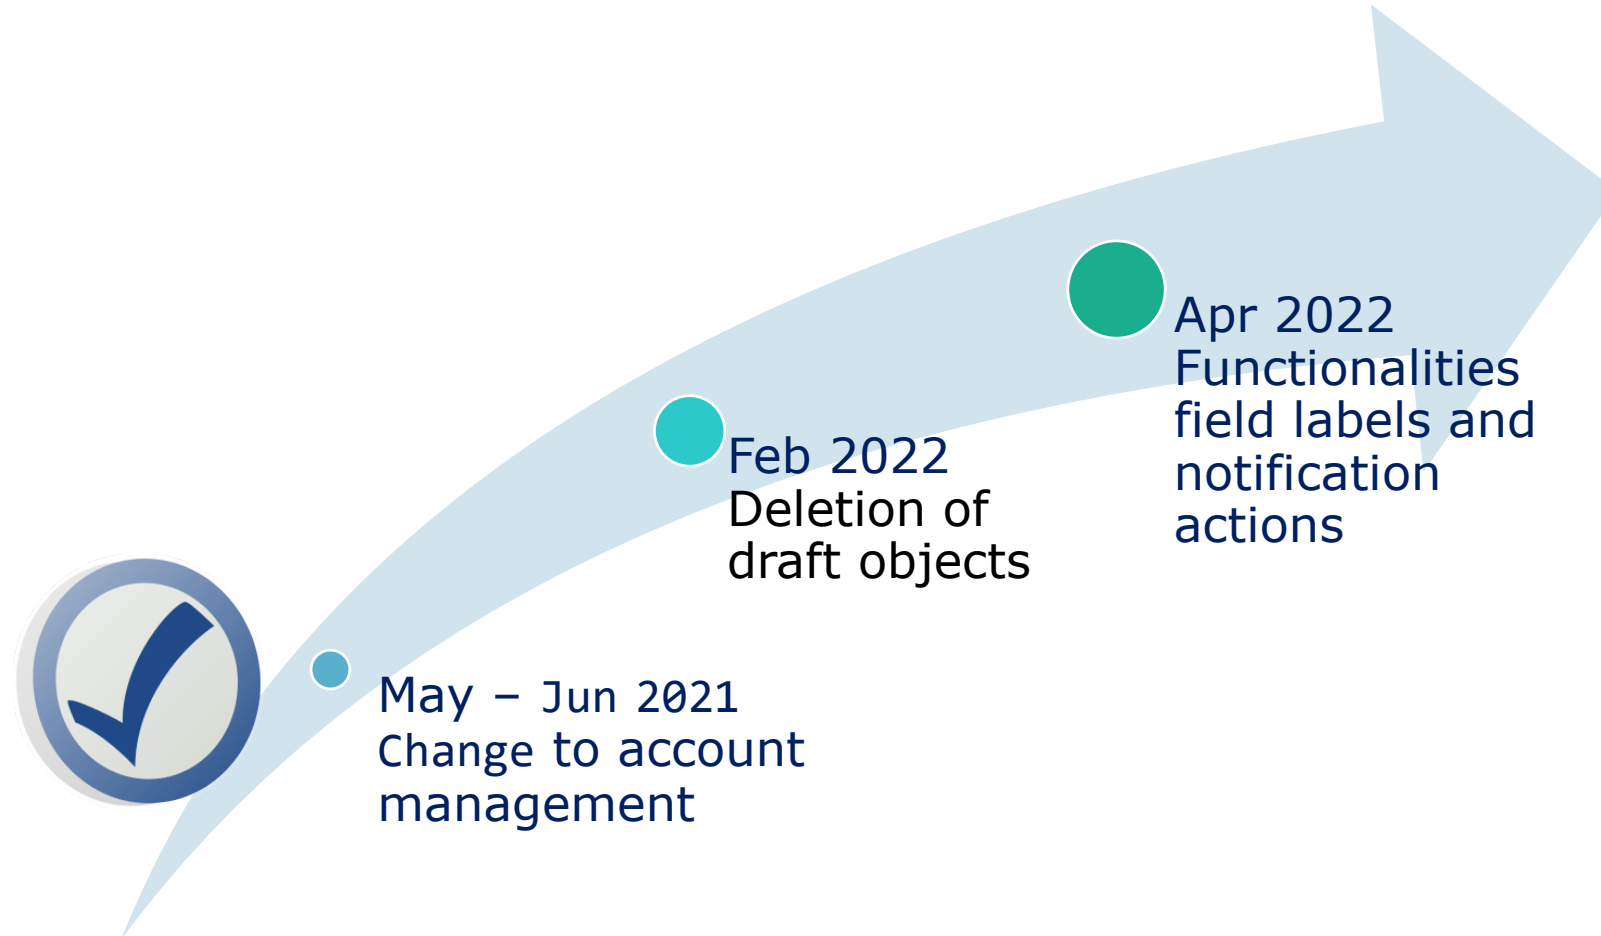 May – Jun 2021
Change to account
management
Feb 2022
Deletion of
draft objects
Apr 2022
Functionalities
field labels and
notification
actions